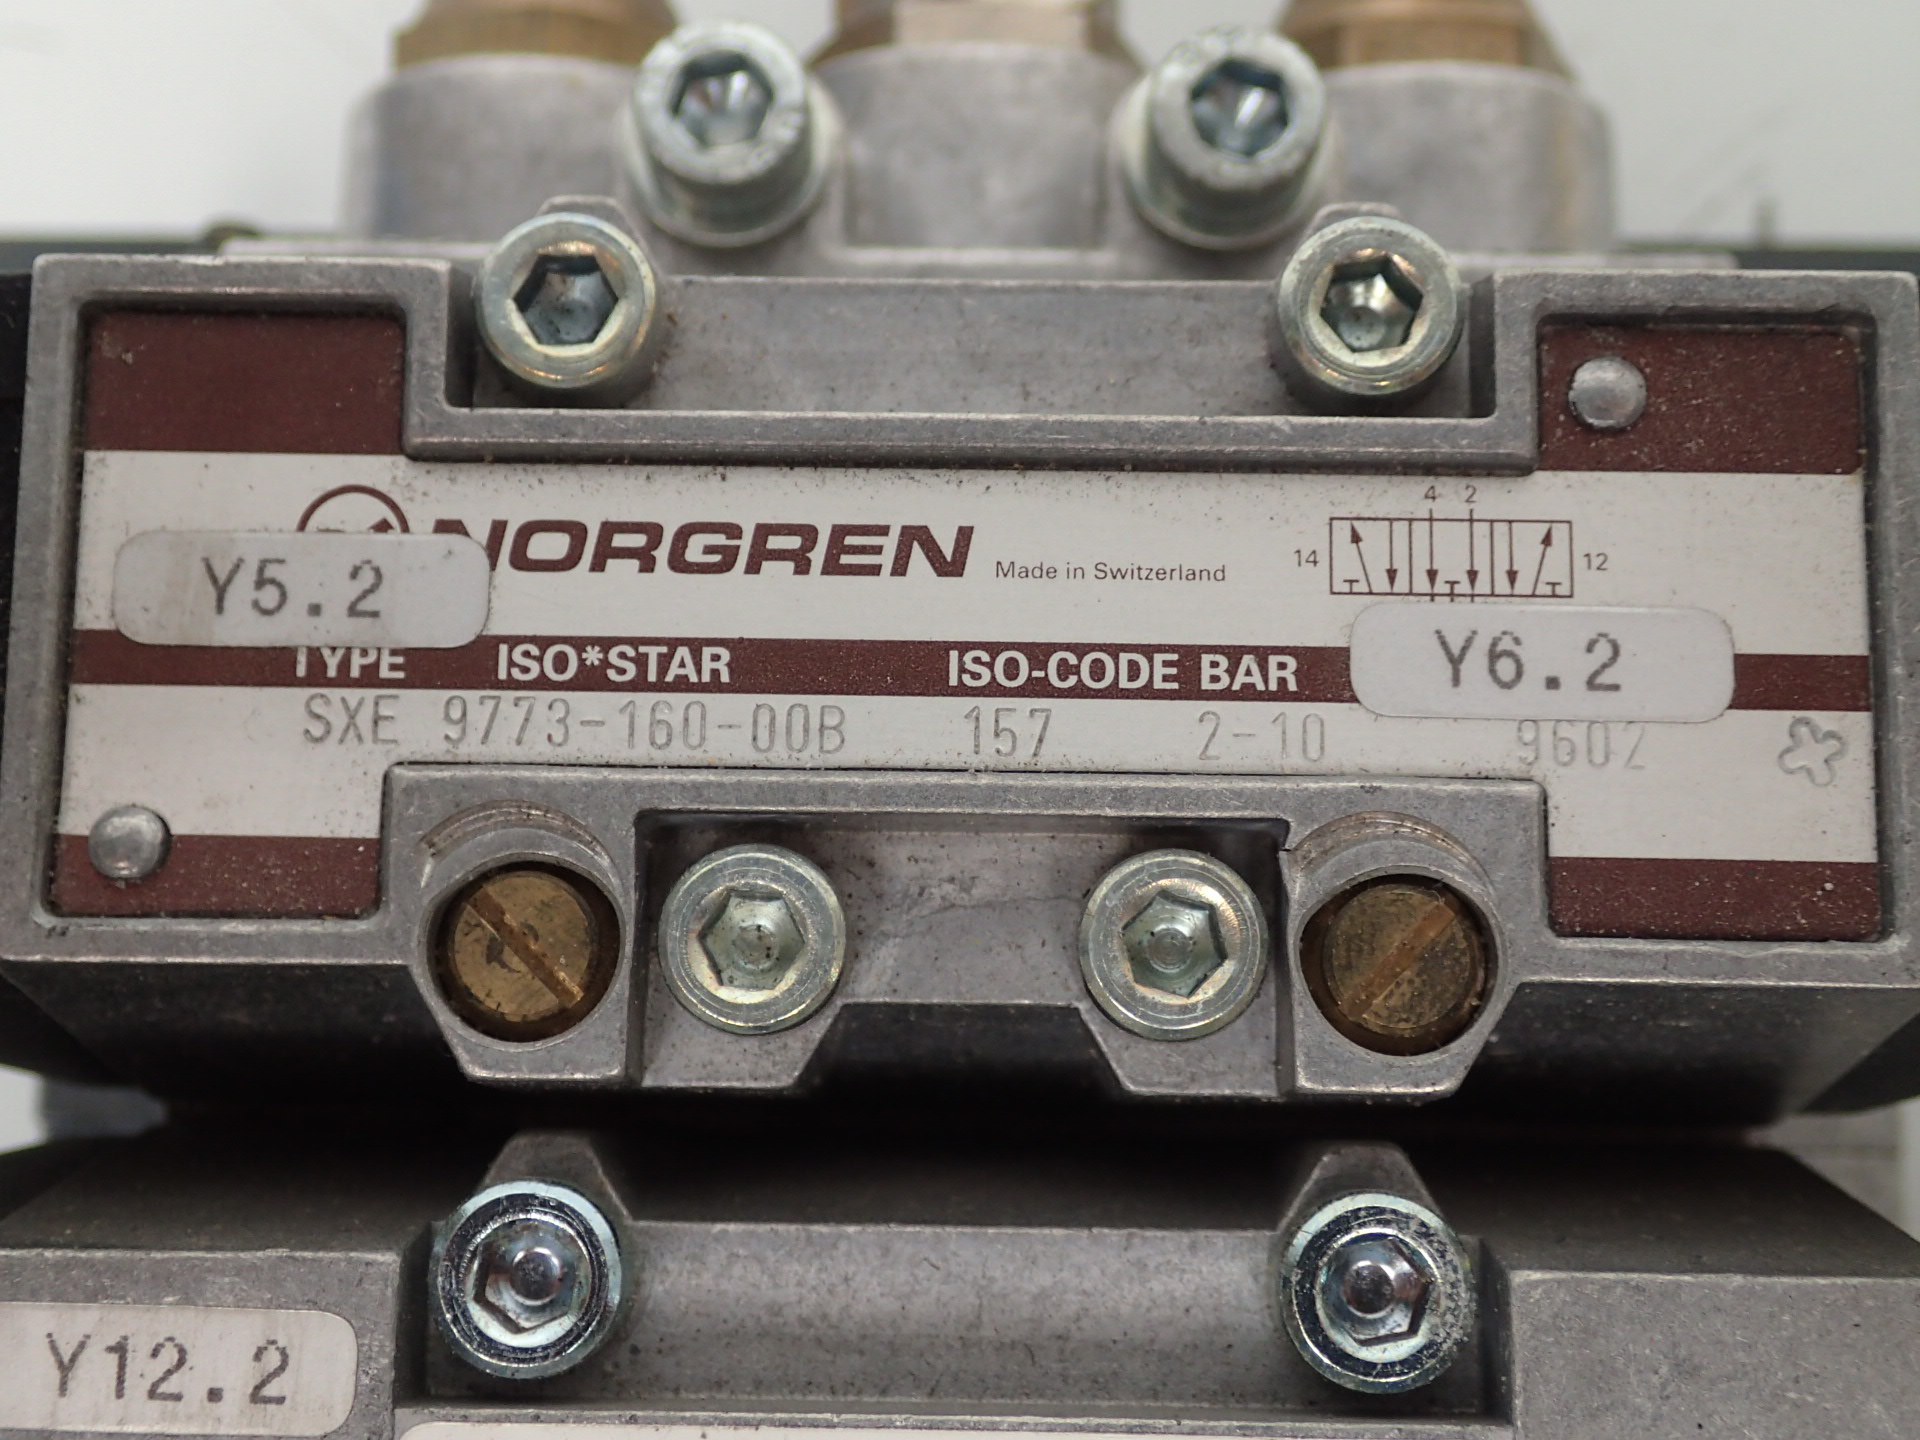 4 2
NORGREN Made in Switzerland 14 12
Y5.2
TYPE ISO*STAR ISO-CODE BAR Y6.2
SXE 9773-160-00B 157 2-10 9602
Y12.2